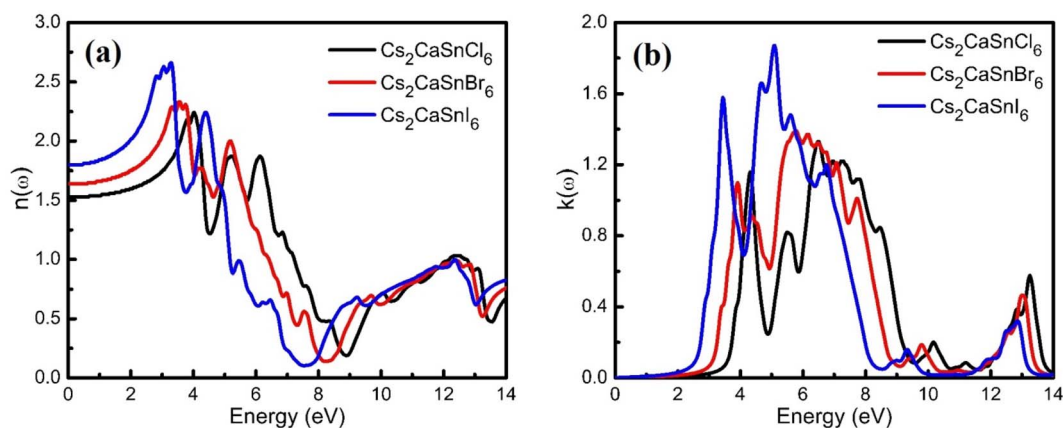 (a)
Cs2CaSnCl6
Cs2CaSnBr6
Cs2CaSnI6
n(ω)
3.0
2.5
2.0
1.5
1.0
0.5
0.0
0 2 4 6 8 10 12 14
Energy (eV)
(b)
Cs2CaSnCl6
Cs2CaSnBr6
Cs2CaSnI6
k(ω)
2.0
1.6
1.2
0.8
0.4
0.0
0 2 4 6 8 10 12 14
Energy (eV)